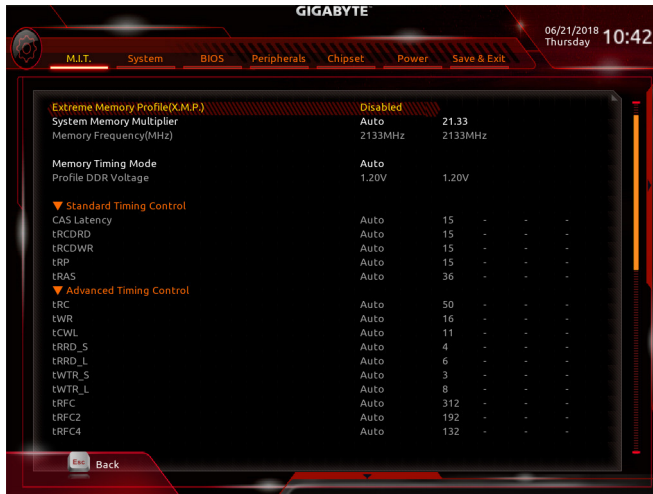 GIGABYTE
06/21/2018 Thursday 10:42
M.I.T. System BIOS Peripherals Chipset Power Save & Exit
Extreme Memory Profile(X.M.P.) Disabled
System Memory Multiplier Auto 21.33
Memory Frequency(MHz) 2133MHz 2133MHz
Memory Timing Mode Auto
Profile DDR Voltage 1.20V 1.20V
▼ Standard Timing Control
CAS Latency Auto 15 - - -
tRCDRD Auto 15 - - -
tRCDWR Auto 15 - - -
tRP Auto 15 - - -
tRAS Auto 36 - - -
▼ Advanced Timing Control
tRC Auto 50 - - -
tWR Auto 16 - - -
tCWL Auto 11 - - -
tRRD_S Auto 4 - - -
tRRD_L Auto 6 - - -
tWTR_S Auto 3 - - -
tWTR_L Auto 8 - - -
tRFC Auto 312 - - -
tRFC2 Auto 192 - - -
tRFC4 Auto 132 - - -
Esc Back